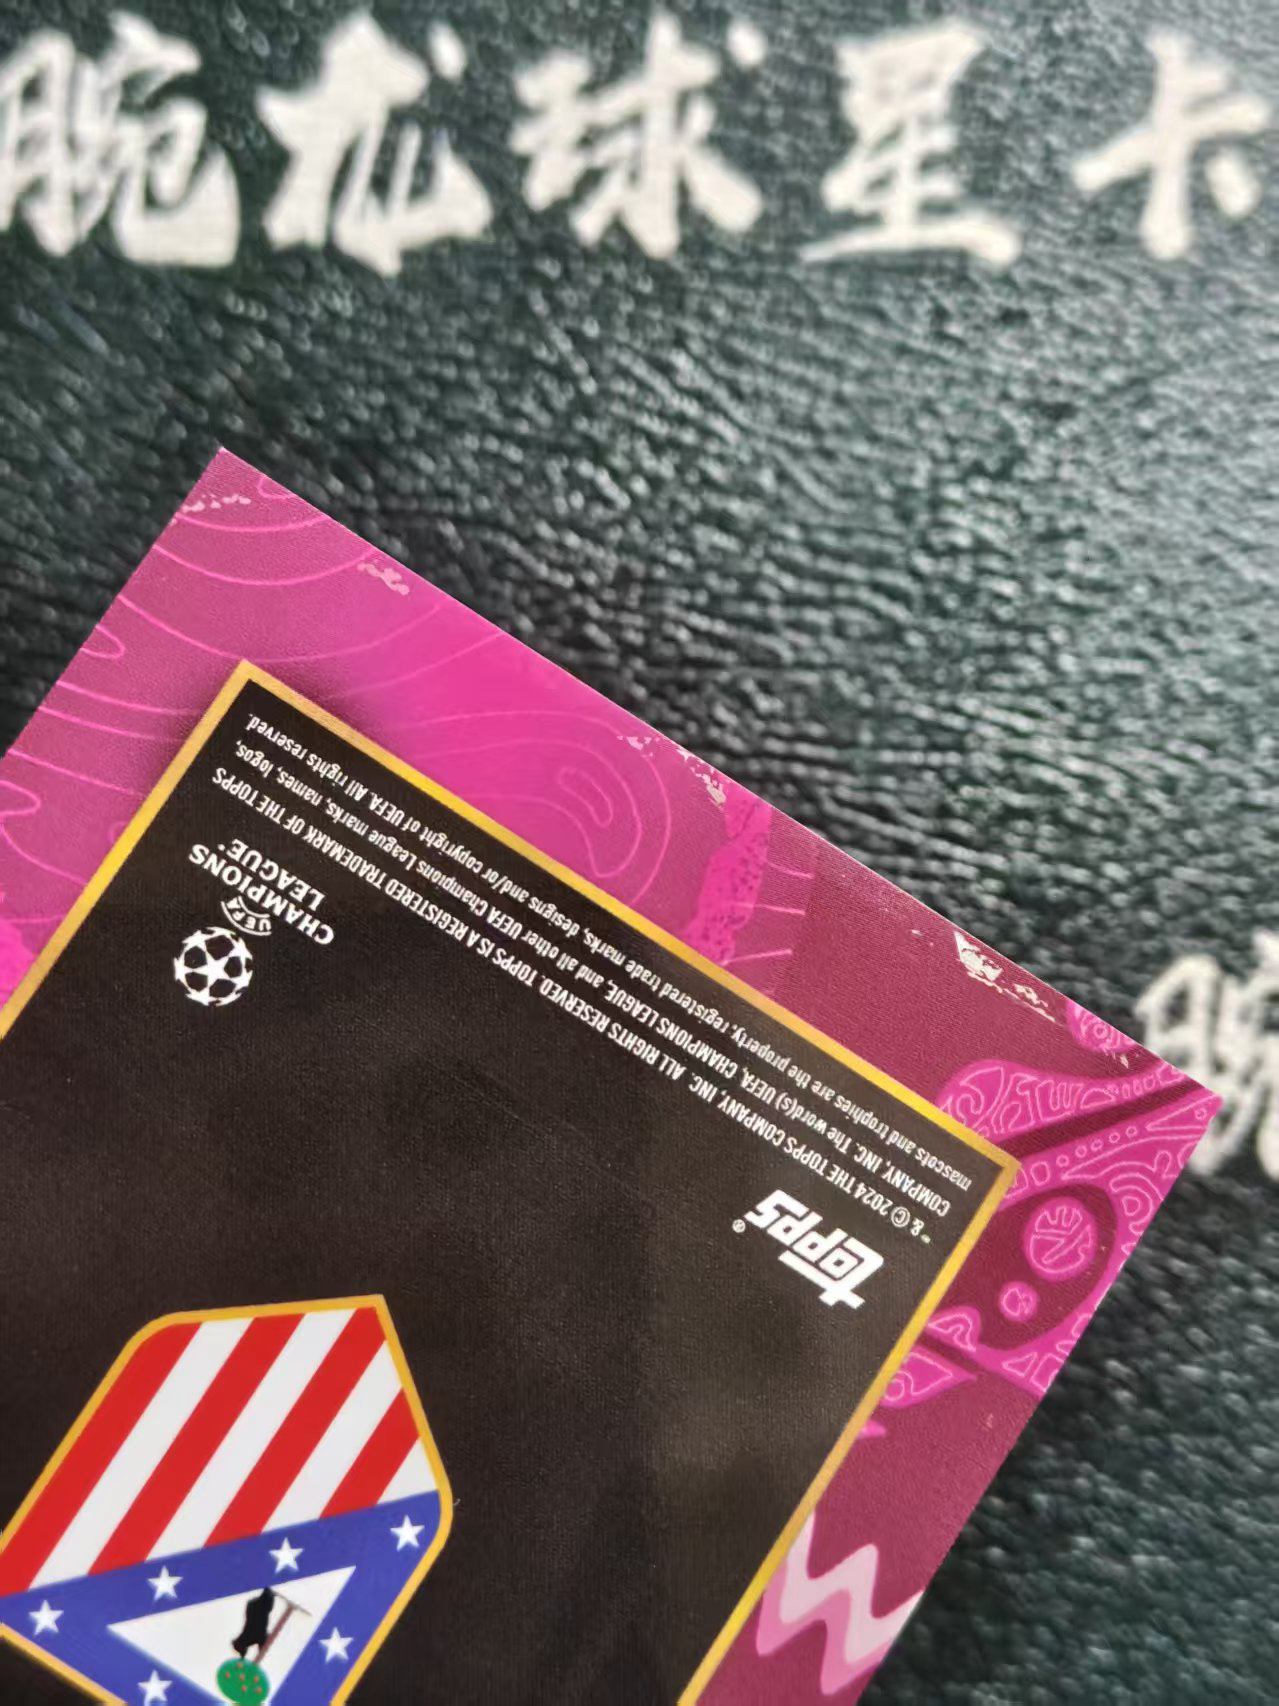 腕龙球星卡
腕
topps®
™ & © 2024 THE TOPPS COMPANY, INC. ALL RIGHTS RESERVED. TOPPS IS A REGISTERED TRADEMARK OF THE TOPPS
COMPANY, INC. The word(s) UEFA, CHAMPIONS LEAGUE, and all other UEFA Champions League marks, names, logos,
mascots and trophies are the property, registered trade marks, designs and/or copyright of UEFA. All rights reserved.
UEFA
CHAMPIONS
LEAGUE®